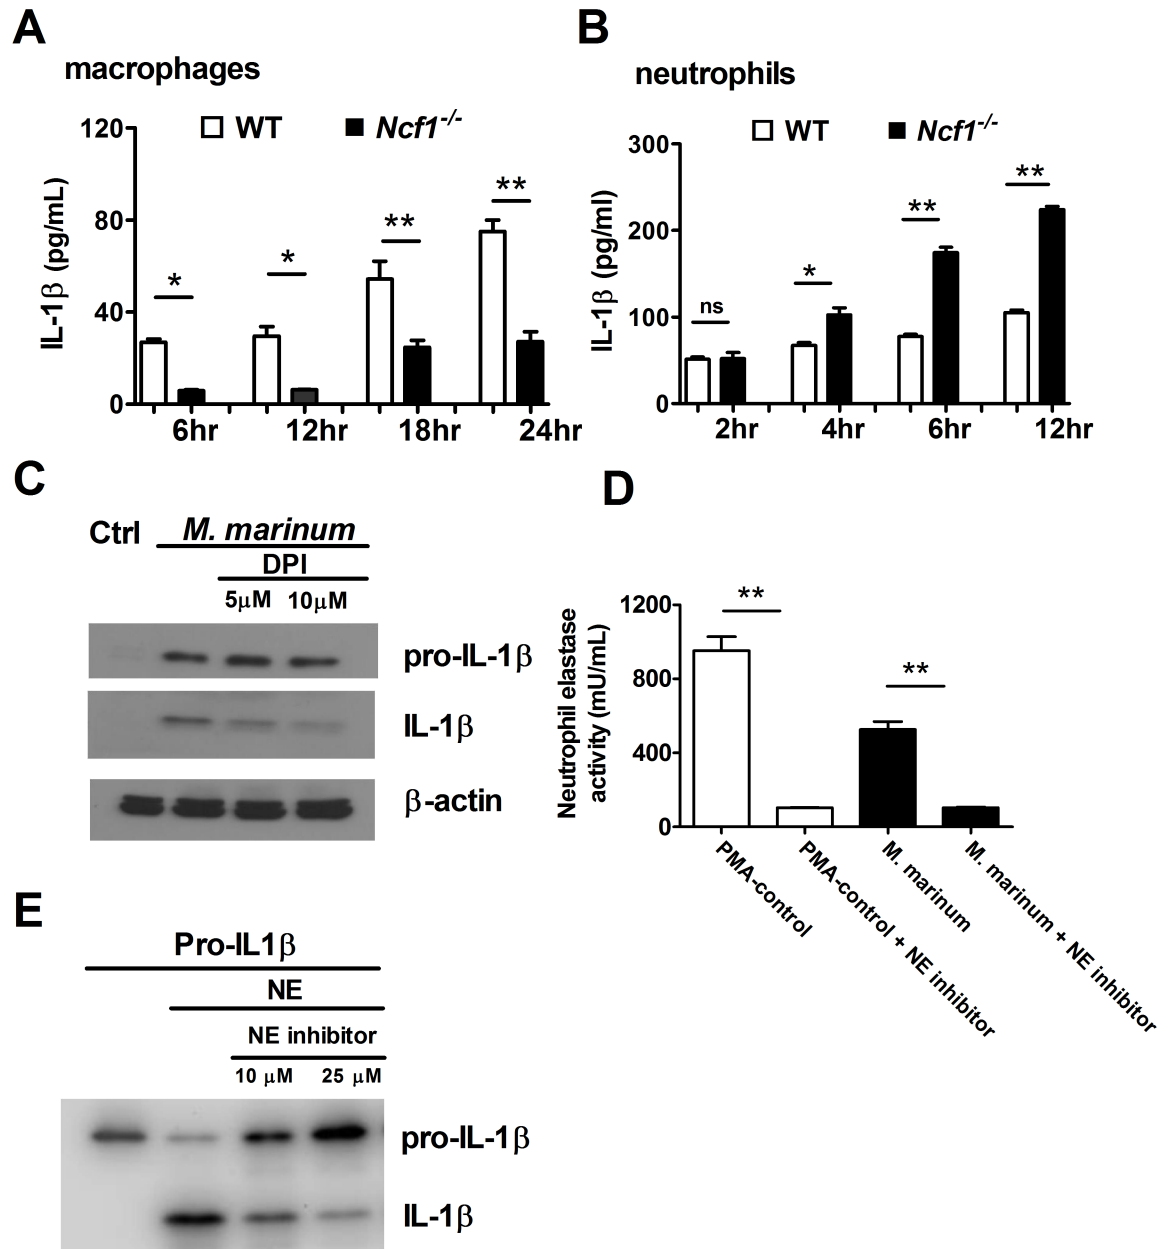 A
macrophages
WT Ncf1-/-
IL-1β (pg/mL)
120
80
40
0
* * ** **
6hr 12hr 18hr 24hr
B
neutrophils
WT Ncf1-/-
IL-1β (pg/ml)
300
200
100
0
ns * ** **
2hr 4hr 6hr 12hr
C
Ctrl M. marinum
DPI
5μM 10μM
pro-IL-1β
IL-1β
β-actin
D
Neutrophil elastase
activity (mU/mL)
1200
800
400
0
** **
PMA-control
PMA-control + NE inhibitor
M. marinum
M. marinum + NE inhibitor
E
Pro-IL1β
NE
NE inhibitor
10 μM 25 μM
pro-IL-1β
IL-1β